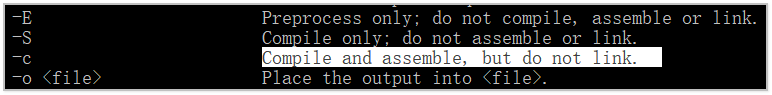 -E Preprocess only; do not compile, assemble or link.
-S Compile only; do not assemble or link.
-c Compile and assemble, but do not link.
-o <file> Place the output into <file>.